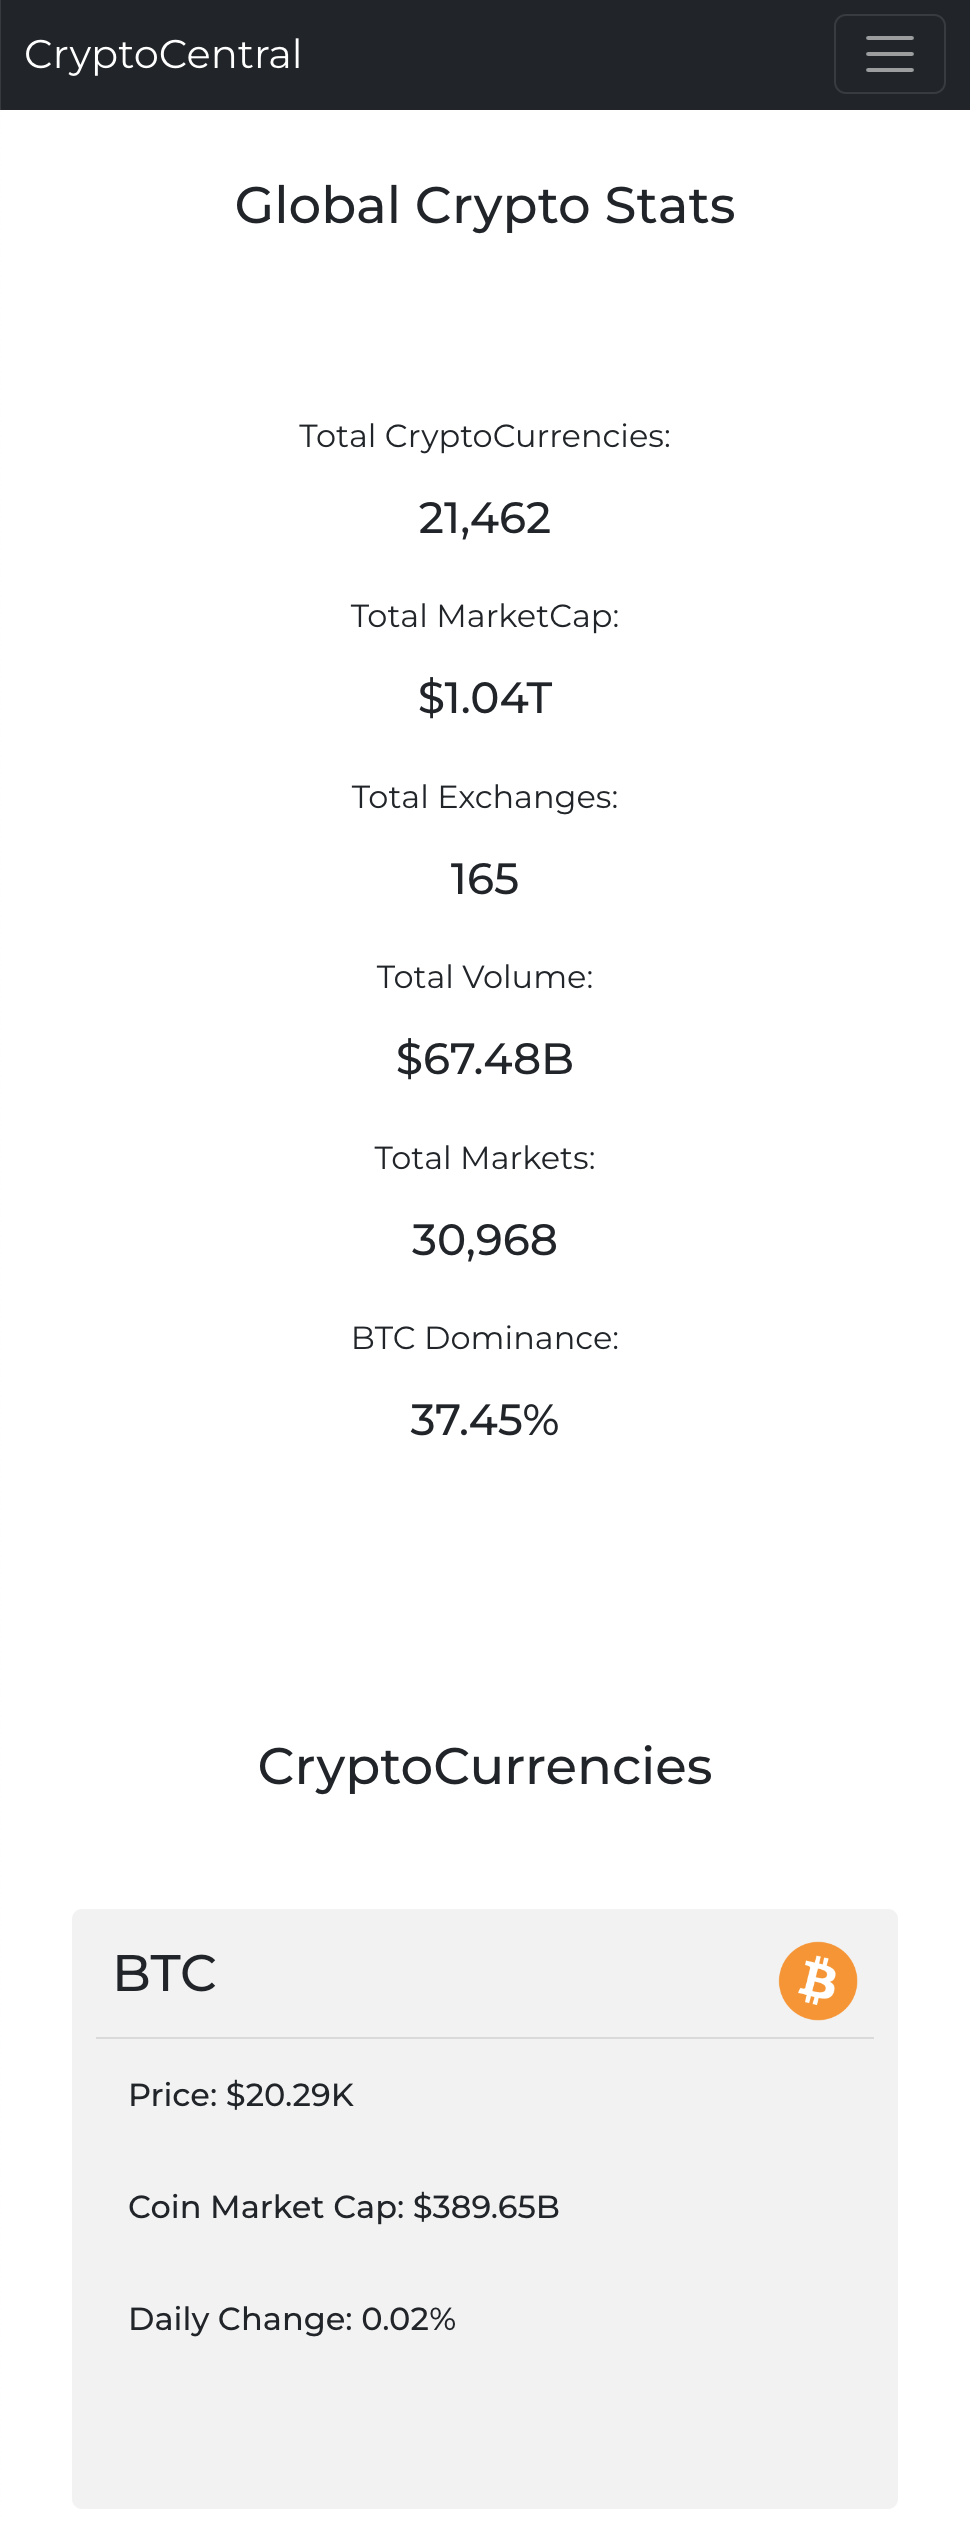 CryptoCentral
Global Crypto Stats
Total CryptoCurrencies:
21,462
Total MarketCap:
$1.04T
Total Exchanges:
165
Total Volume:
$67.48B
Total Markets:
30,968
BTC Dominance:
37.45%
CryptoCurrencies
BTC
Price: $20.29K
Coin Market Cap: $389.65B
Daily Change: 0.02%